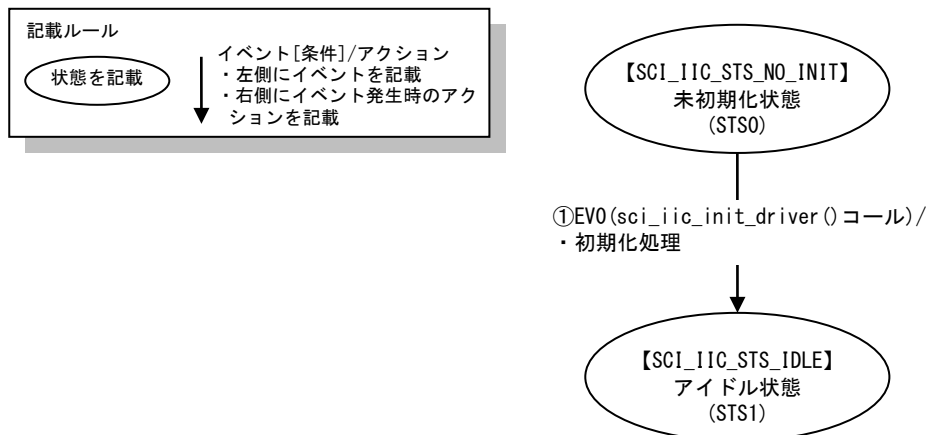 記載ルール
状態を記載
イベント[条件]/アクション
・左側にイベントを記載
・右側にイベント発生時のアク
ションを記載
【SCI_IIC_STS_NO_INIT】
未初期化状態
(STS0)
①EV0(sci_iic_init_driver()コール)/
・初期化処理
【SCI_IIC_STS_IDLE】
アイドル状態
(STS1)